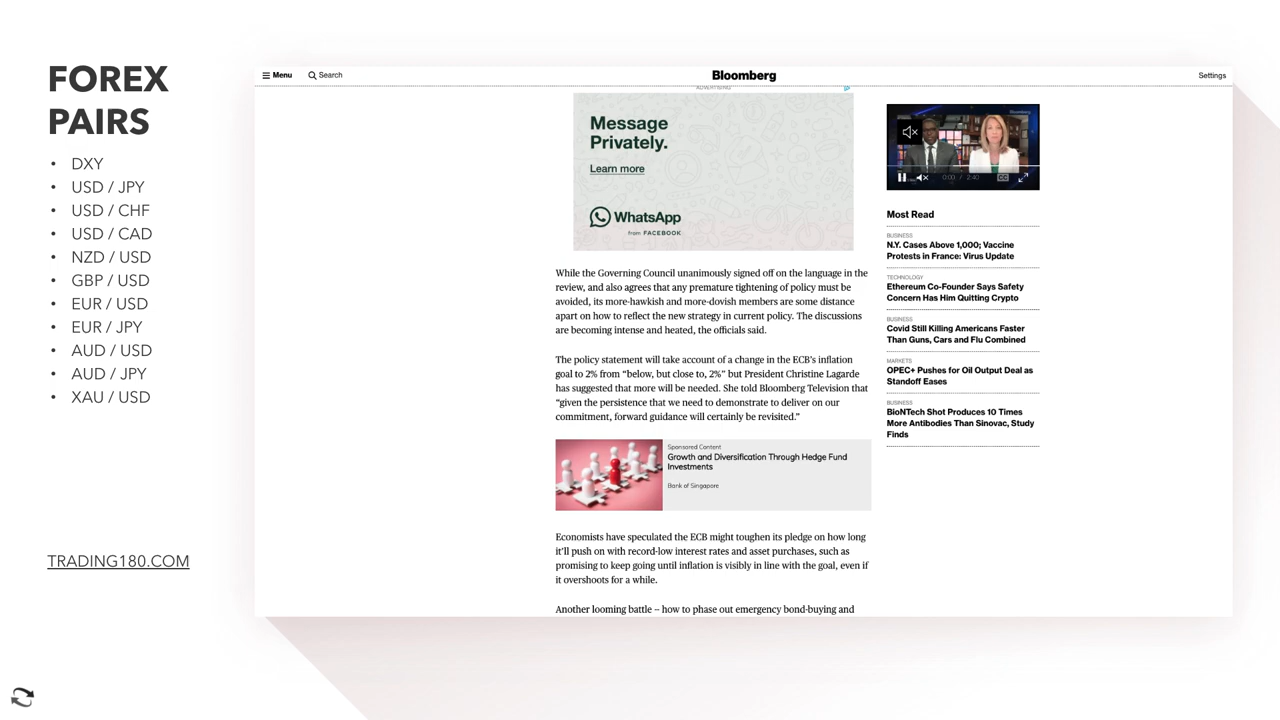 FOREX
PAIRS
• DXY
• USD / JPY
• USD / CHF
• USD / CAD
• NZD / USD
• GBP / USD
• EUR / USD
• EUR / JPY
• AUD / USD
• AUD / JPY
• XAU / USD
TRADING180.COM
Menu
Search
Bloomberg
Settings
ADVERTISING
Message
Privately.
Learn more
WhatsApp
from FACEBOOK
While the Governing Council unanimously signed off on the language in the
review, and also agrees that any premature tightening of policy must be
avoided, its more-hawkish and more-dovish members are some distance
apart on how to reflect the new strategy in current policy. The discussions
are becoming intense and heated, the officials said.
The policy statement will take account of a change in the ECB’s inflation
goal to 2% from “below, but close to, 2%” but President Christine Lagarde
has suggested that more will be needed. She told Bloomberg Television that
“given the persistence that we need to demonstrate to deliver on our
commitment, forward guidance will certainly be revisited.”
Sponsored Content
Growth and Diversification Through Hedge Fund
Investments
Bank of Singapore
Economists have speculated the ECB might toughen its pledge on how long
it’ll push on with record-low interest rates and asset purchases, such as
promising to keep going until inflation is visibly in line with the goal, even if
it overshoots for a while.
Another looming battle – how to phase out emergency bond-buying and
Bloomberg
0:00 / 2:40
CC
Most Read
BUSINESS
N.Y. Cases Above 1,000; Vaccine
Protests in France: Virus Update
TECHNOLOGY
Ethereum Co-Founder Says Safety
Concern Has Him Quitting Crypto
BUSINESS
Covid Still Killing Americans Faster
Than Guns, Cars and Flu Combined
MARKETS
OPEC+ Pushes for Oil Output Deal as
Standoff Eases
BUSINESS
BioNTech Shot Produces 10 Times
More Antibodies Than Sinovac, Study
Finds